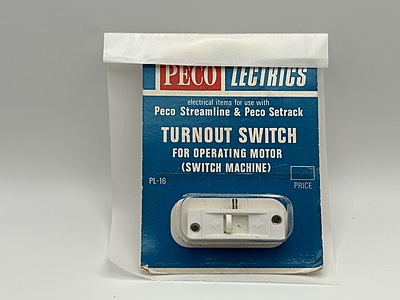 PECO LECTRICS
electrical items for use with
Peco Streamline & Peco Setrack
TURNOUT SWITCH
FOR OPERATING MOTOR
(SWITCH MACHINE)
PL-16
PRICE